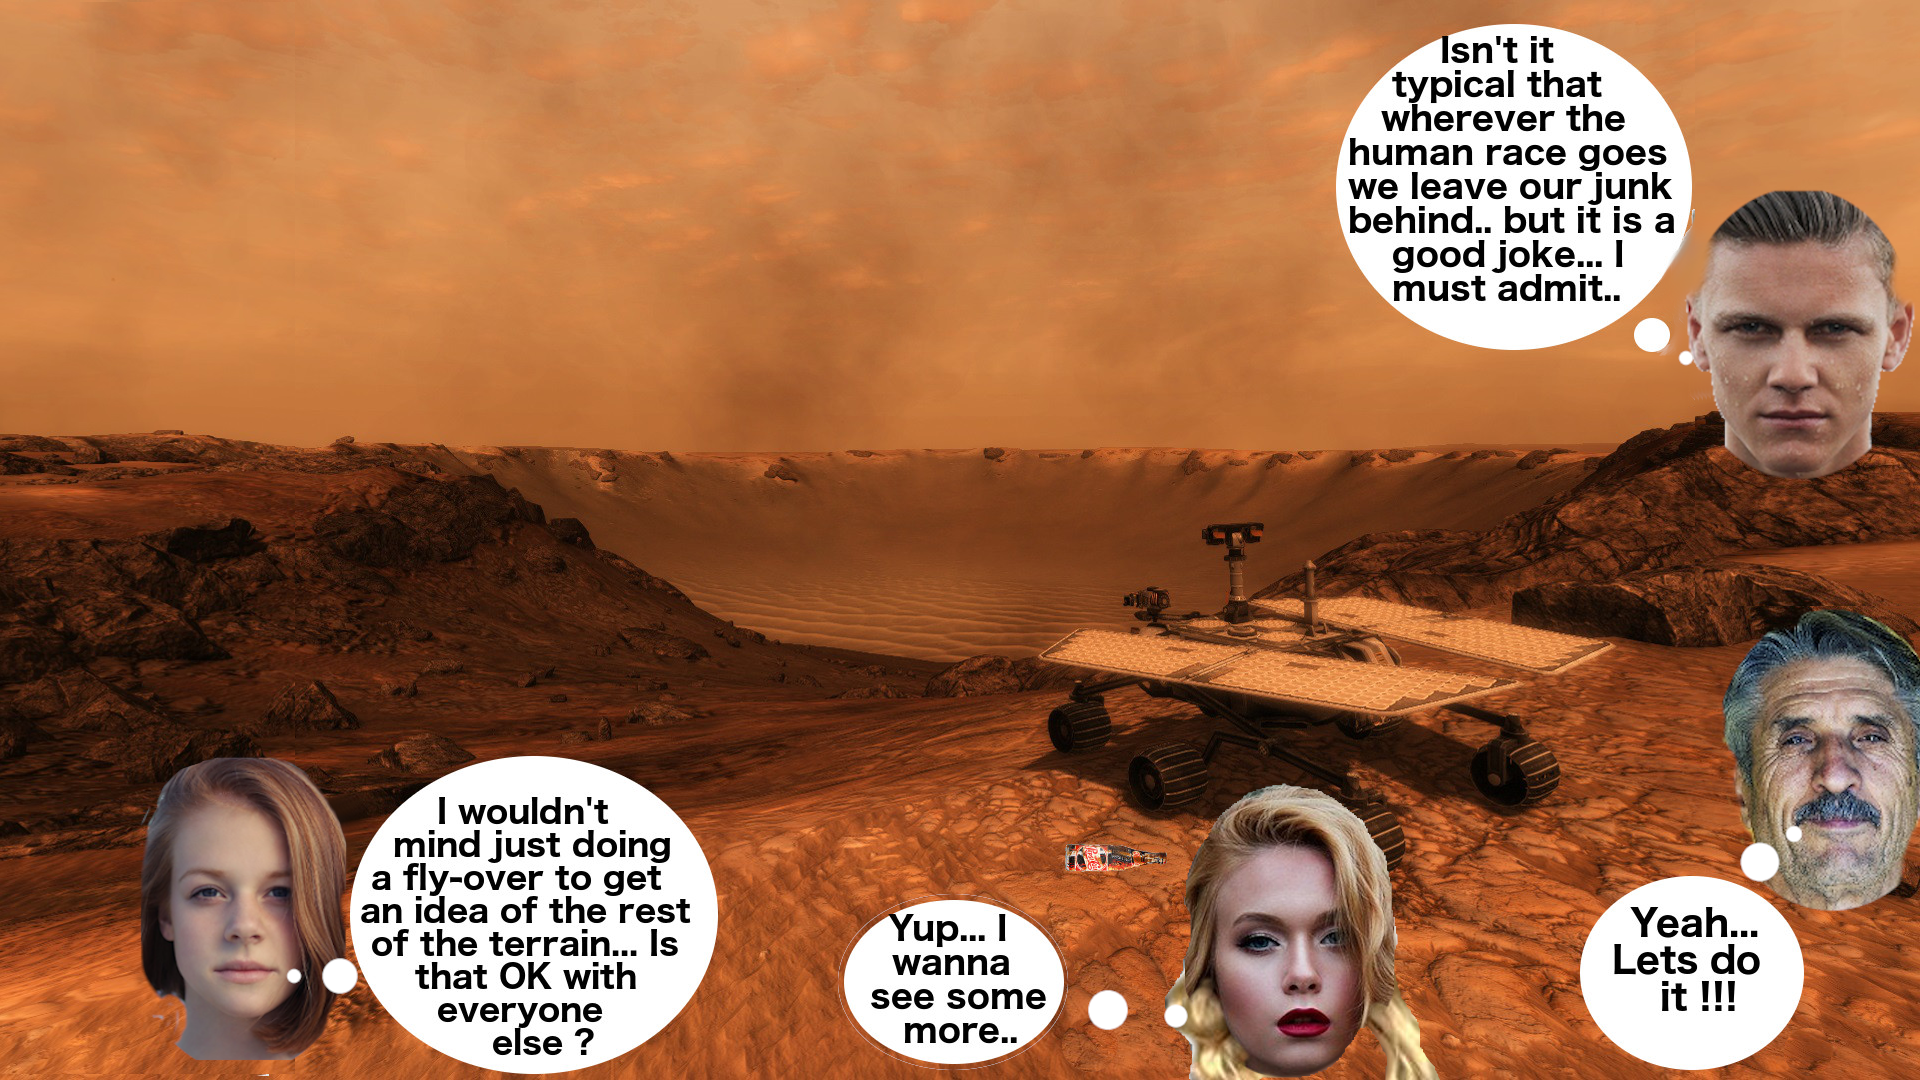 Isn't it
typical that
wherever the
human race goes
we leave our junk
behind.. but it is a
good joke... I
must admit..
I wouldn't
mind just doing
a fly-over to get
an idea of the rest
of the terrain... Is
that OK with
everyone
else ?
Yup... I
wanna
see some
more..
Yeah...
Lets do
it !!!